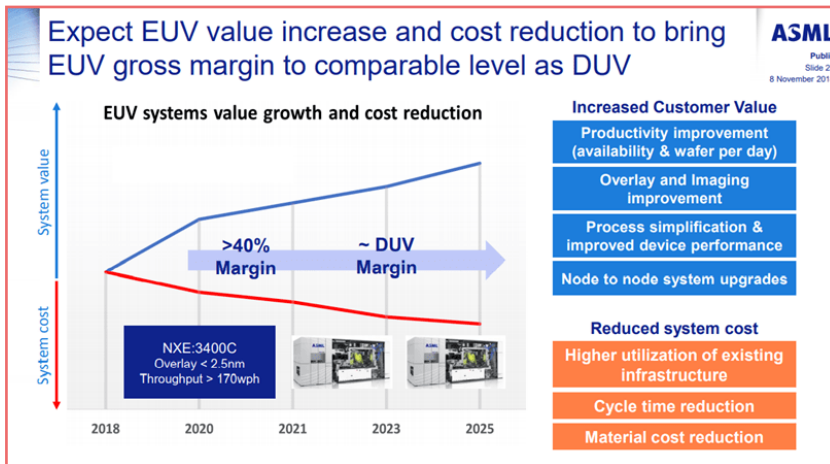 Expect EUV value increase and cost reduction to bring
EUV gross margin to comparable level as DUV
ASML
Publi
Slide 2
8 November 201
EUV systems value growth and cost reduction
System value
System cost
>40%
Margin
~ DUV
Margin
NXE:3400C
Overlay < 2.5nm
Throughput > 170wph
2018
2020
2021
2023
2025
Increased Customer Value
Productivity improvement
(availability & wafer per day)
Overlay and Imaging
improvement
Process simplification &
improved device performance
Node to node system upgrades
Reduced system cost
Higher utilization of existing
infrastructure
Cycle time reduction
Material cost reduction